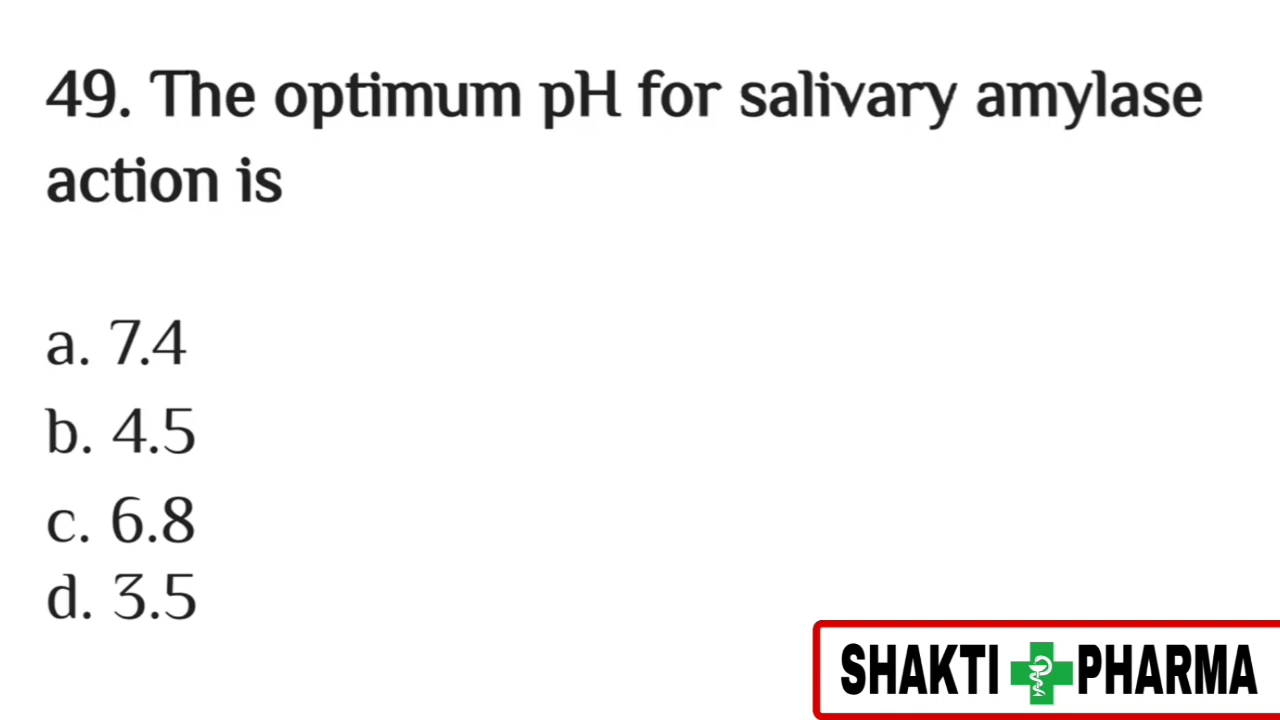 49. The optimum pH for salivary amylase
action is
a. 7.4
b. 4.5
c. 6.8
d. 3.5
SHAKTI PHARMA